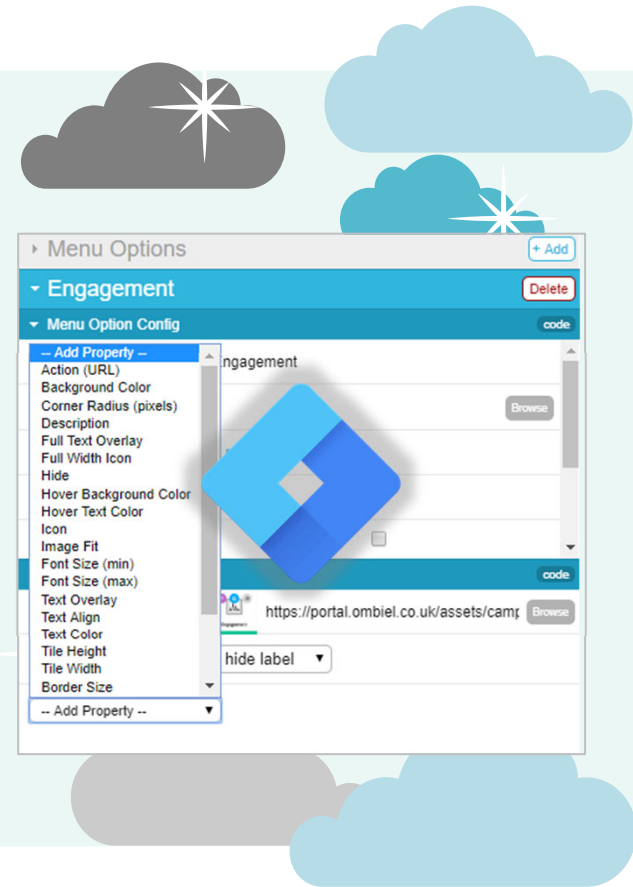 Menu Options
+ Add
Engagement
Delete
Menu Option Config
code
-- Add Property --
ngagement
Action (URL)
Background Color
Corner Radius (pixels)
Browse
Description
Full Text Overlay
Full Width Icon
Hide
Hover Background Color
Hover Text Color
Icon
Image Fit
Font Size (min)
code
Font Size (max)
Text Overlay
https://portal.ombiel.co.uk/assets/camp
Browse
Text Align
Text Color
Tile Height
hide label
Tile Width
Border Size
-- Add Property --